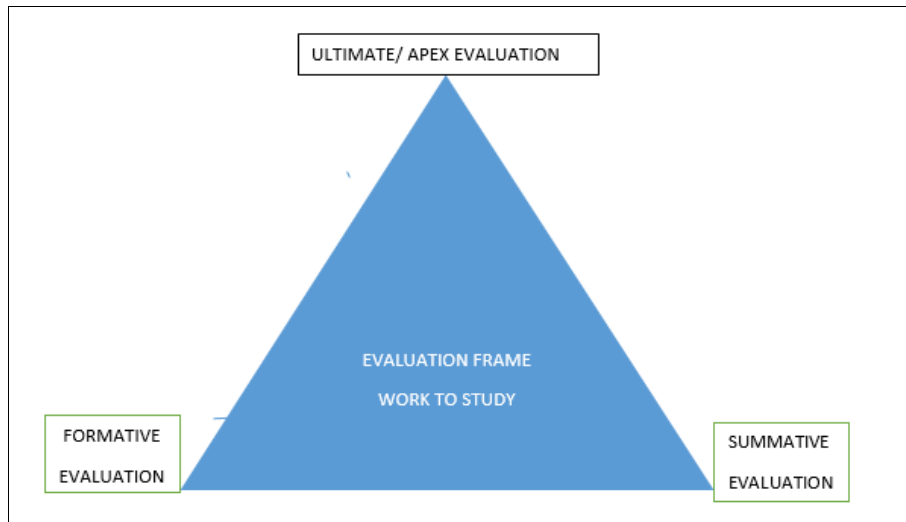 ULTIMATE/ APEX EVALUATION
EVALUATION FRAME
WORK TO STUDY
FORMATIVE
EVALUATION
SUMMATIVE
EVALUATION